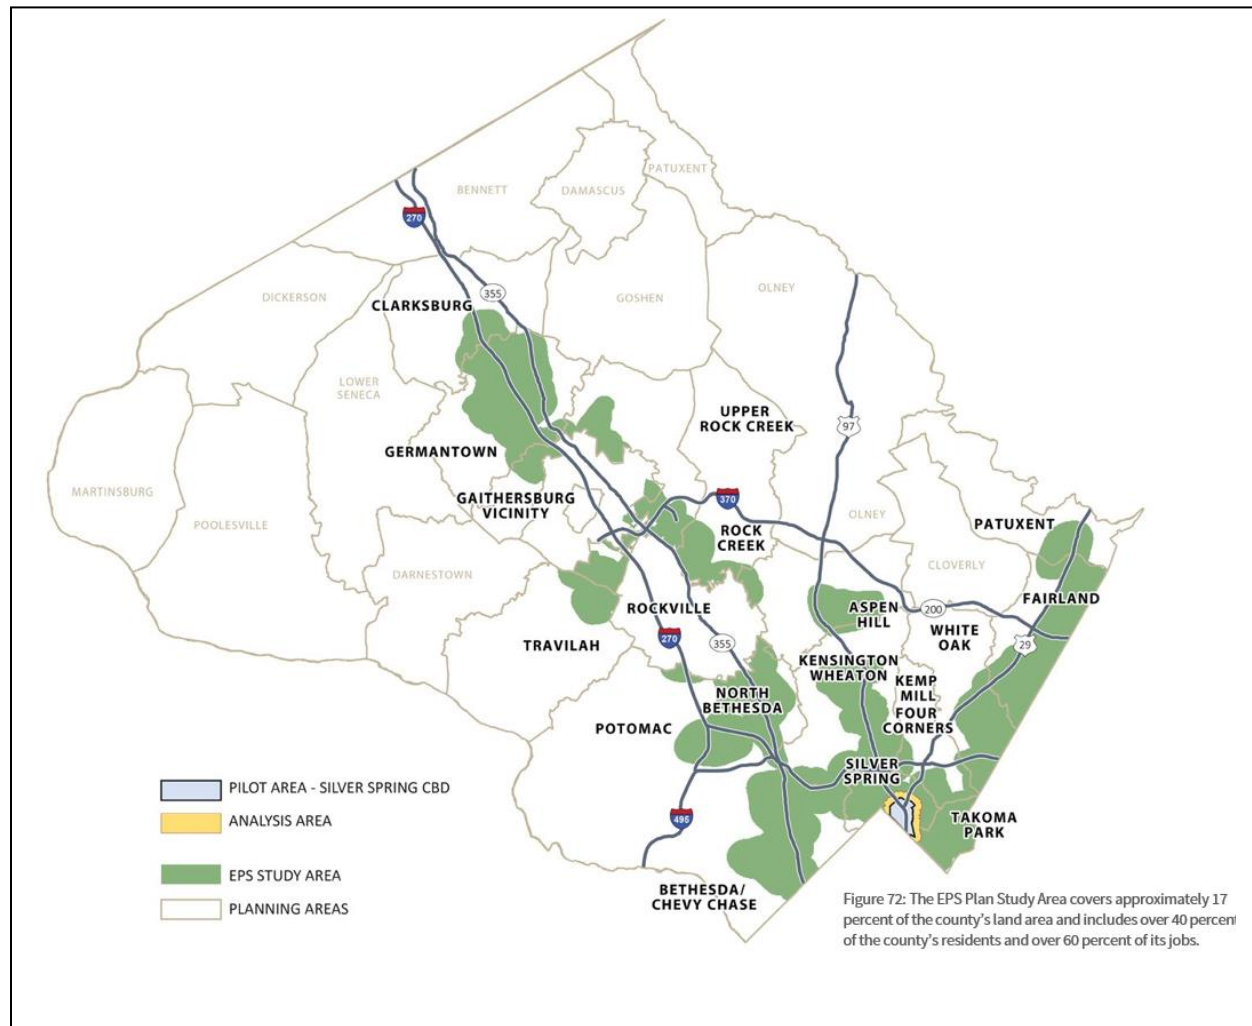 PATUXENT
BENNETT
DAMASCUS
270
DICKERSON
355
GOSHEN
OLNEY
CLARKSBURG
LOWER
SENECA
UPPER
ROCK CREEK
97
GERMANTOWN
MARTINSBURG
GAITHERSBURG
VICINITY
370
POOLESVILLE
OLNEY
PATUXENT
ROCK
CREEK
DARNESTOWN
CLOVERLY
FAIRLAND
ROCKVILLE
ASPEN
HILL
200
WHITE
OAK
TRAVILAH
270
355
29
KENSINGTON
WHEATON
KEMP
MILL
FOUR
CORNERS
NORTH
BETHESDA
POTOMAC
SILVER
SPRING
PILOT AREA - SILVER SPRING CBD
ANALYSIS AREA
495
TAKOMA
PARK
EPS STUDY AREA
PLANNING AREAS
BETHESDA/
CHEVY CHASE
Figure 72: The EPS Plan Study Area covers approximately 17
percent of the county's land area and includes over 40 percent
of the county's residents and over 60 percent of its jobs.